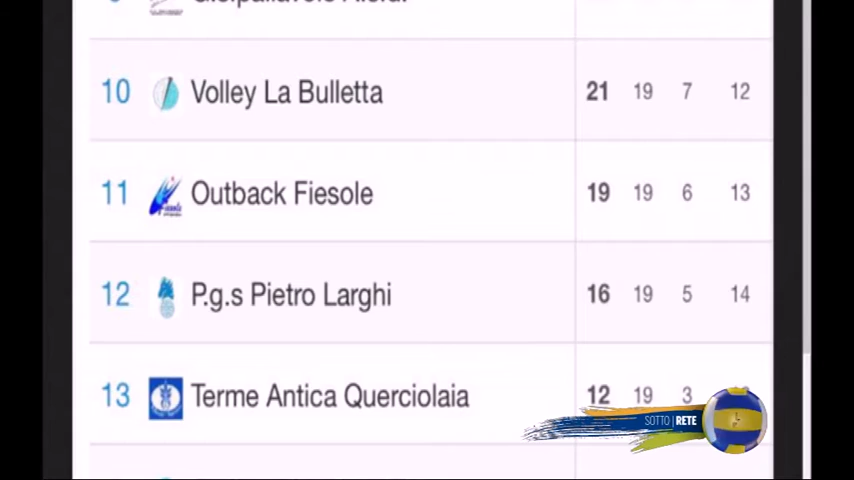 10 Volley La Bulletta 21 19 7 12
11 Outback Fiesole 19 19 6 13
12 P.g.s Pietro Larghi 16 19 5 14
13 Terme Antica Querciolaia 12 19 3
SOTTO | RETE